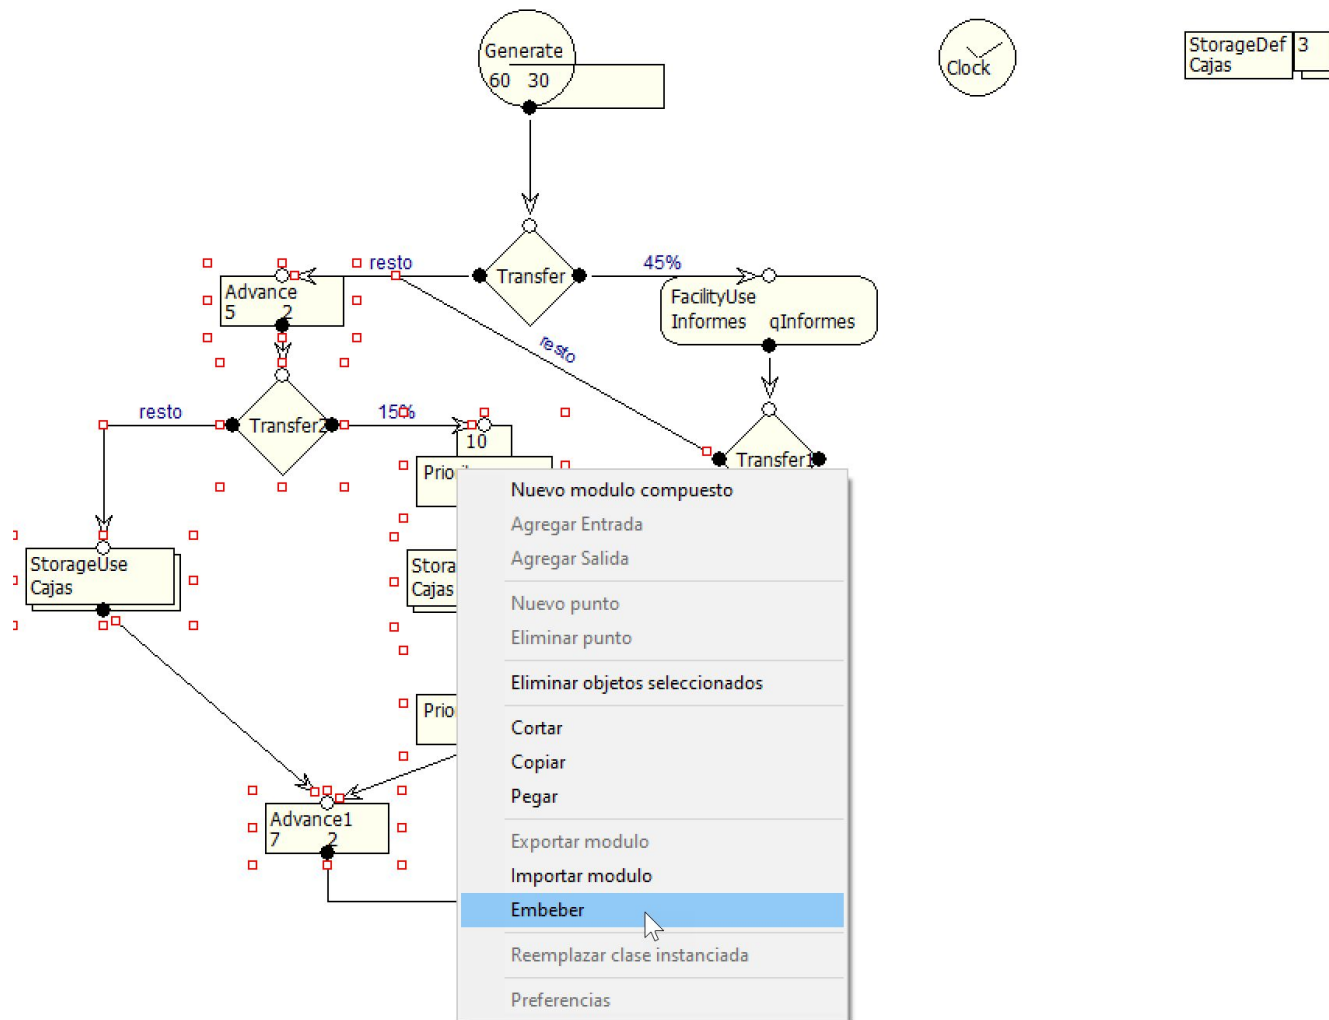 Generate
60 30
Clock
StorageDef 3
Cajas
resto
Transfer
45%
Advance
5 2
FacilityUse
Informes qInformes
resto
resto
Transfer2
15%
10
Transfer1
StorageUse
Cajas
Cajas
Advance1
7 2
Nuevo modulo compuesto
Agregar Entrada
Agregar Salida
Nuevo punto
Eliminar punto
Eliminar objetos seleccionados
Cortar
Copiar
Pegar
Exportar modulo
Importar modulo
Embeber
Reemplazar clase instanciada
Preferencias